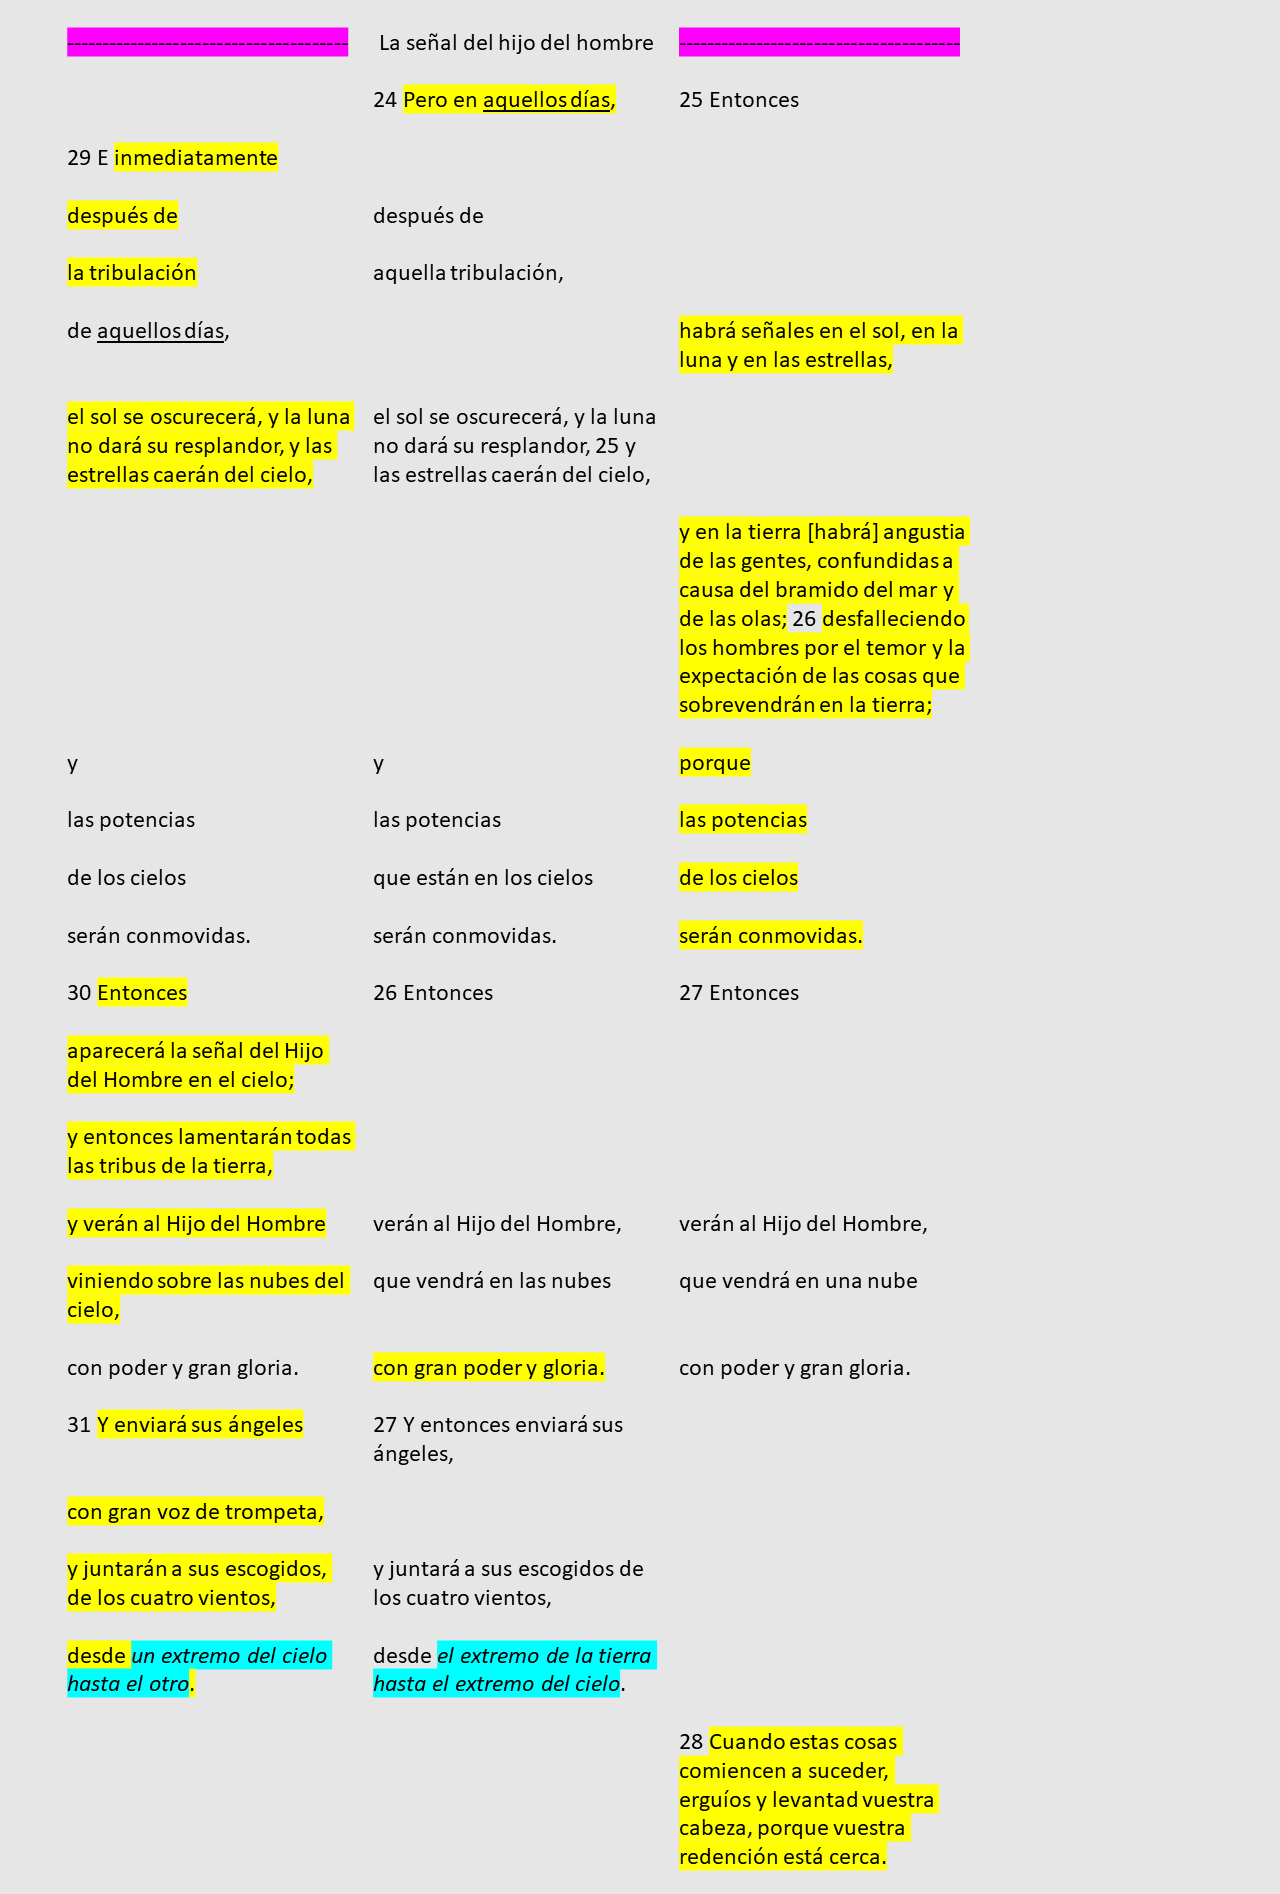 -------------------------------------- La señal del hijo del hombre --------------------------------------
24 Pero en aquellos días, 25 Entonces
29 E inmediatamente
después de después de
la tribulación aquella tribulación,
de aquellos días, habrá señales en el sol, en la
luna y en las estrellas,
el sol se oscurecerá, y la luna el sol se oscurecerá, y la luna
no dará su resplandor, y las no dará su resplandor, 25 y
estrellas caerán del cielo, las estrellas caerán del cielo,
y en la tierra [habrá] angustia
de las gentes, confundidas a
causa del bramido del mar y
de las olas; 26 desfalleciendo
los hombres por el temor y la
expectación de las cosas que
sobrevendrán en la tierra;
y y porque
las potencias las potencias las potencias
de los cielos que están en los cielos de los cielos
serán conmovidas. serán conmovidas. serán conmovidas.
30 Entonces 26 Entonces 27 Entonces
aparecerá la señal del Hijo
del Hombre en el cielo;
y entonces lamentarán todas
las tribus de la tierra,
y verán al Hijo del Hombre verán al Hijo del Hombre, verán al Hijo del Hombre,
viniendo sobre las nubes del que vendrá en las nubes que vendrá en una nube
cielo,
con poder y gran gloria. con gran poder y gloria. con poder y gran gloria.
31 Y enviará sus ángeles 27 Y entonces enviará sus
ángeles,
con gran voz de trompeta,
y juntarán a sus escogidos, y juntará a sus escogidos de
de los cuatro vientos, los cuatro vientos,
desde un extremo del cielo desde el extremo de la tierra
hasta el otro. hasta el extremo del cielo.
28 Cuando estas cosas
comiencen a suceder,
erguíos y levantad vuestra
cabeza, porque vuestra
redención está cerca.